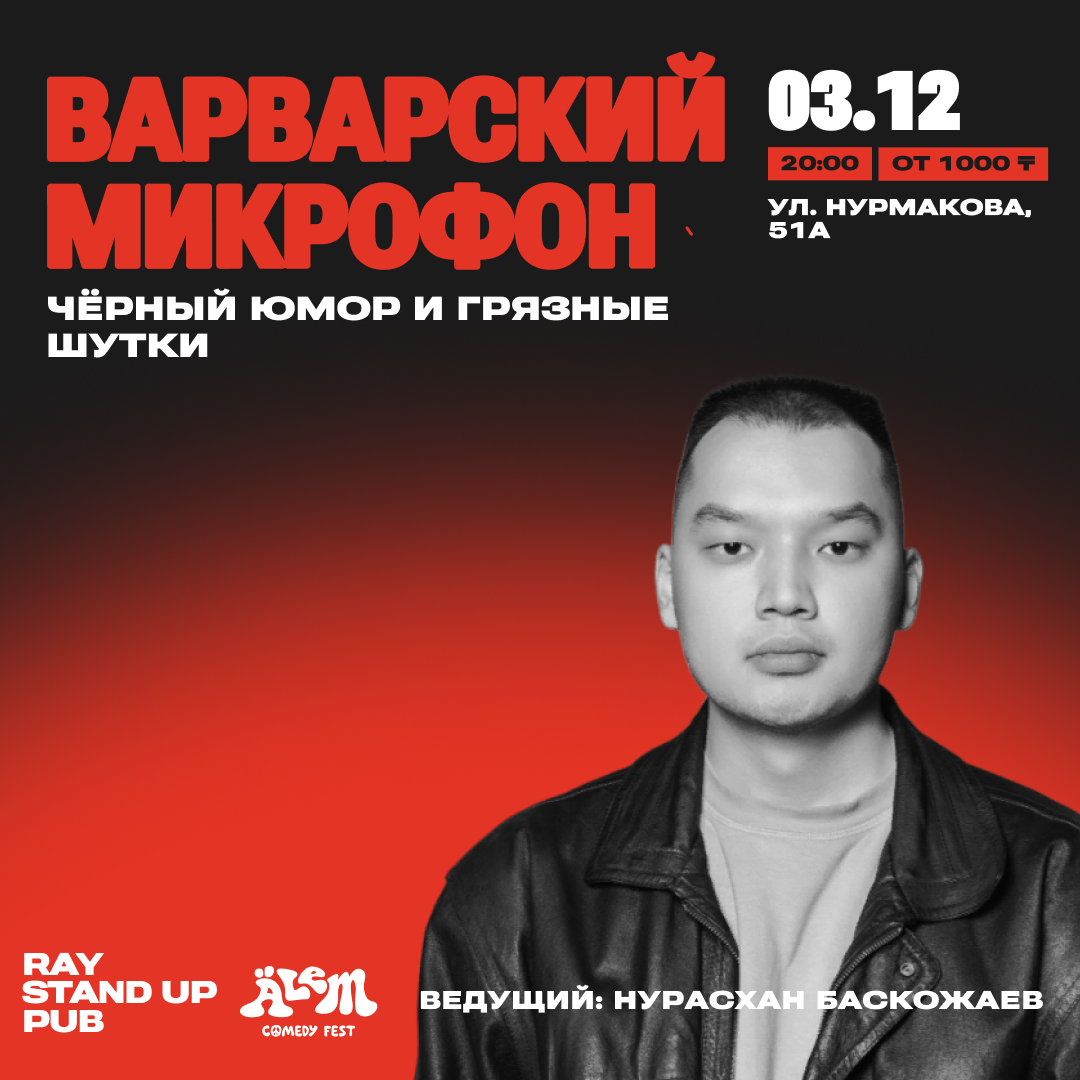 ВАРВАРСКИЙ
МИКРОФОН
ЧЁРНЫЙ ЮМОР И ГРЯЗНЫЕ
ШУТКИ
03.12
20:00
ОТ 1000 ₸
УЛ. НУРМАКОВА,
51А
RAY
STAND UP
PUB
ÄLEM
COMEDY FEST
ВЕДУЩИЙ: НУРАСХАН БАСКОЖАЕВ